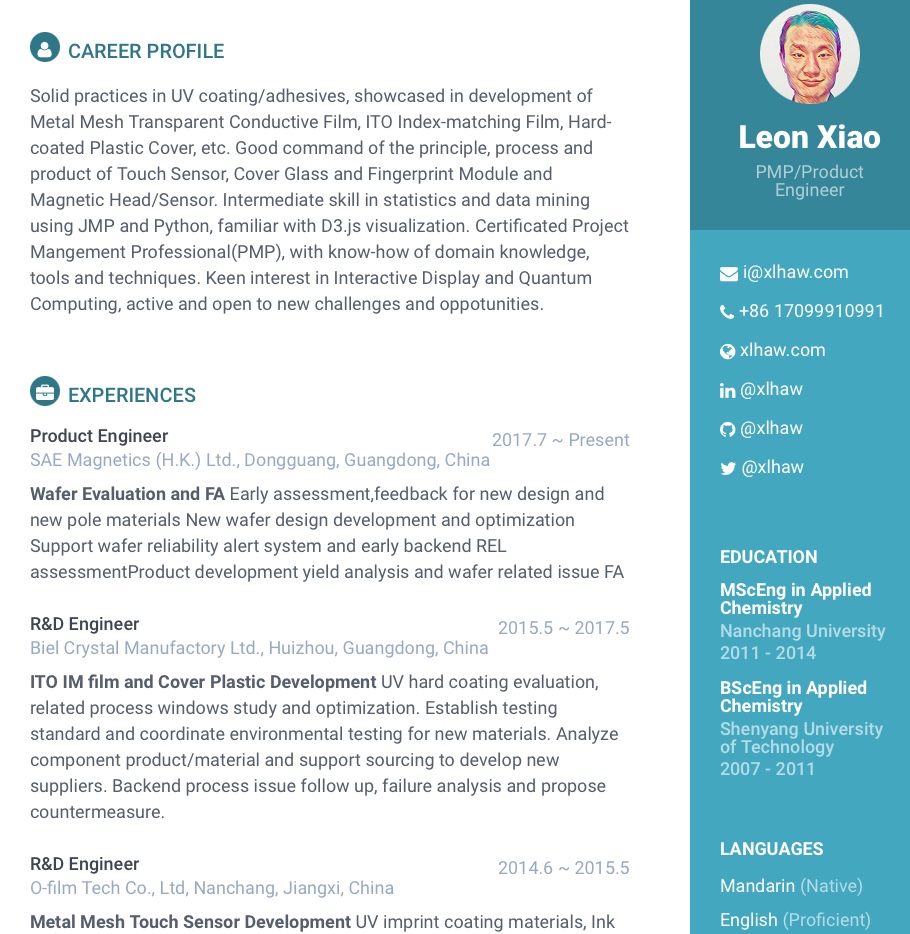 CAREER PROFILE
Solid practices in UV coating/adhesives, showcased in development of
Metal Mesh Transparent Conductive Film, ITO Index-matching Film, Hard-
coated Plastic Cover, etc. Good command of the principle, process and
product of Touch Sensor, Cover Glass and Fingerprint Module and
Magnetic Head/Sensor. Intermediate skill in statistics and data mining
using JMP and Python, familiar with D3.js visualization. Certificated Project
Mangement Professional(PMP), with know-how of domain knowledge,
tools and techniques. Keen interest in Interactive Display and Quantum
Computing, active and open to new challenges and oppotunities.
EXPERIENCES
Product Engineer
2017.7 ~ Present
SAE Magnetics (H.K.) Ltd., Dongguang, Guangdong, China
Wafer Evaluation and FA Early assessment,feedback for new design and
new pole materials New wafer design development and optimization
Support wafer reliability alert system and early backend REL
assessmentProduct development yield analysis and wafer related issue FA
R&D Engineer
2015.5 ~ 2017.5
Biel Crystal Manufactory Ltd., Huizhou, Guangdong, China
ITO IM film and Cover Plastic Development UV hard coating evaluation,
related process windows study and optimization. Establish testing
standard and coordinate environmental testing for new materials. Analyze
component product/material and support sourcing to develop new
suppliers. Backend process issue follow up, failure analysis and propose
countermeasure.
R&D Engineer
2014.6 ~ 2015.5
O-film Tech Co., Ltd, Nanchang, Jiangxi, China
Metal Mesh Touch Sensor Development UV imprint coating materials, Ink
Leon Xiao
PMP/Product
Engineer
i@xlhaw.com
+86 17099910991
xlhaw.com
@xlhaw
@xlhaw
@xlhaw
EDUCATION
MScEng in Applied
Chemistry
Nanchang University
2011 - 2014
BScEng in Applied
Chemistry
Shenyang University
of Technology
2007 - 2011
LANGUAGES
Mandarin (Native)
English (Proficient)